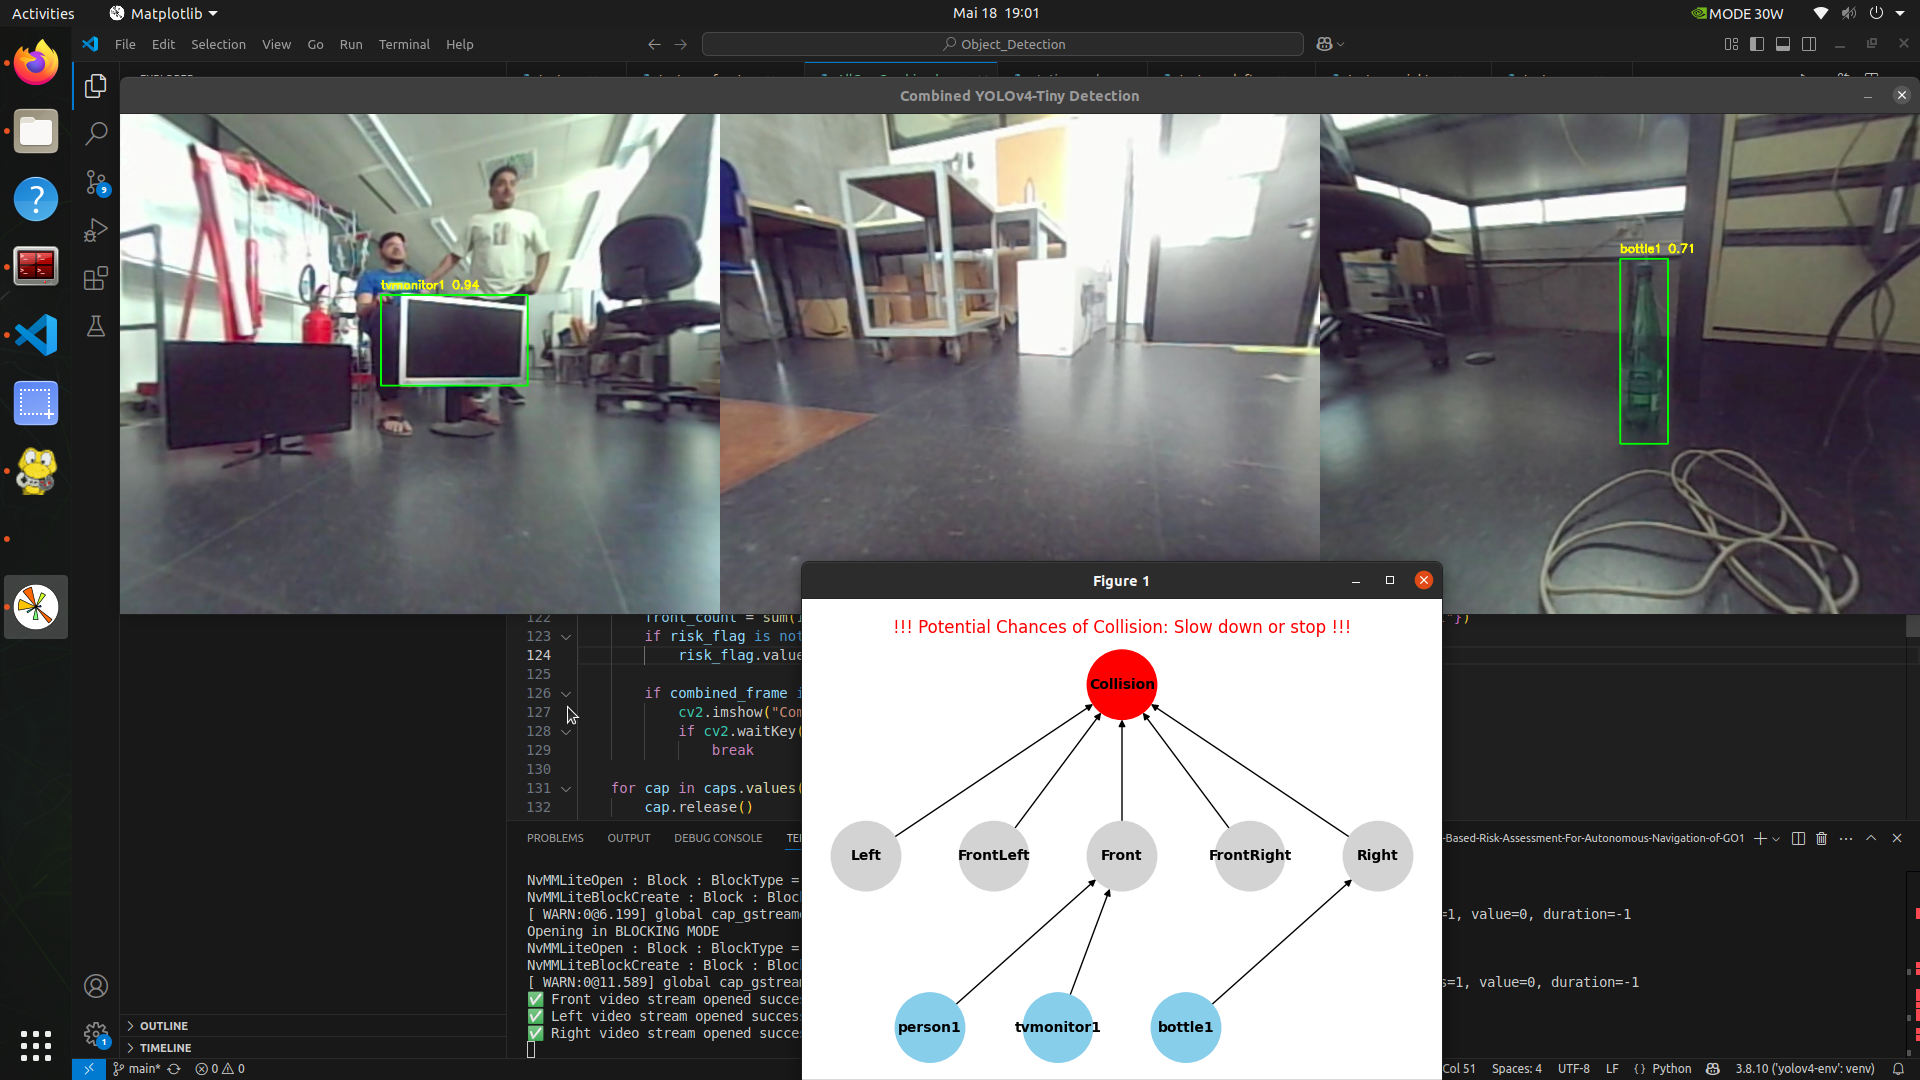 Activities
Matplotlib
Mai 18 19:01
MODE 30W
File Edit Selection View Go Run Terminal Help
Object_Detection
Combined YOLOv4-Tiny Detection
9
tvmonitor1 0.94
bottle1 0.71
Figure 1
!!! Potential Chances of Collision: Slow down or stop !!!
Collision
Left FrontLeft Front FrontRight Right
person1 tvmonitor1 bottle1
122 front_count = sum(
123 if risk_flag is not
124 risk_flag.value
125
126 if combined_frame
127 cv2.imshow("Com
128 if cv2.waitKey(
129 break
130
131 for cap in caps.values(
132 cap.release()
PROBLEMS OUTPUT DEBUG CONSOLE TE
-Based-Risk-Assessment-For-Autonomous-Navigation-of-GO1
NvMMLiteOpen : Block : BlockType =
NvMMLiteBlockCreate : Block : Bloc
[ WARN:0@6.199] global cap_gstream
=1, value=0, duration=-1
Opening in BLOCKING MODE
NvMMLiteOpen : Block : BlockType =
NvMMLiteBlockCreate : Block : Bloc
[ WARN:0@11.589] global cap_gstrea
s=1, value=0, duration=-1
✅ Front video stream opened succe
✅ Left video stream opened succes
✅ Right video stream opened succe
OUTLINE
TIMELINE
1
main* 0 0
Col 51 Spaces: 4 UTF-8 LF {} Python 3.8.10 ('yolov4-env': venv)